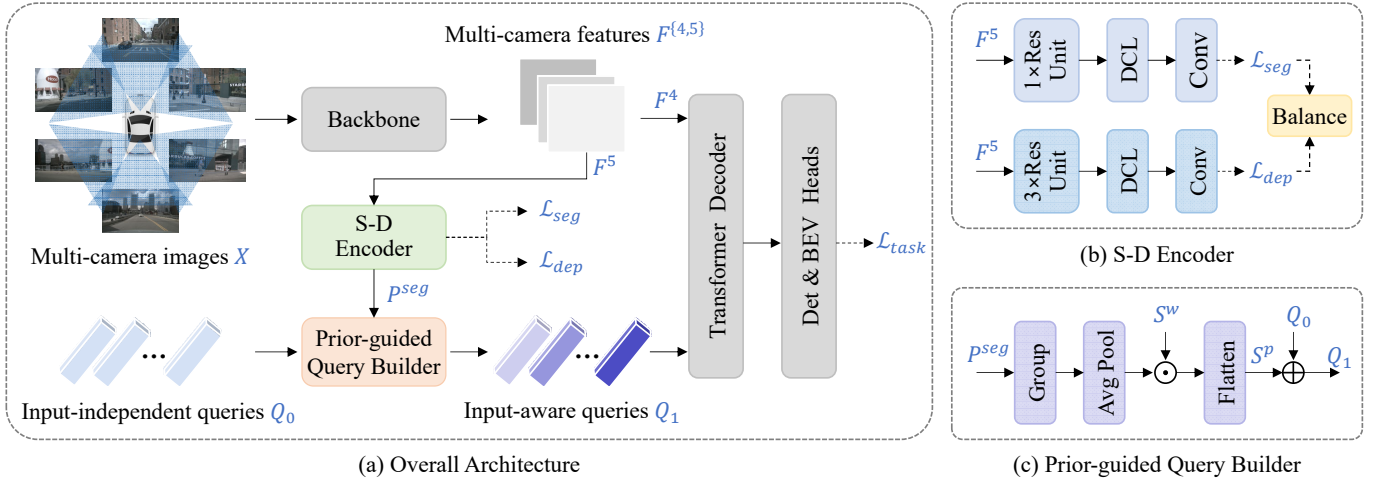 Multi-camera images X
Backbone
Multi-camera features F^{4,5}
F^4
F^5
S-D
Encoder
L_seg
L_dep
P^seg
Input-independent queries Q_0
Prior-guided
Query Builder
Input-aware queries Q_1
Transformer Decoder
Det & BEV Heads
L_task
(a) Overall Architecture
F^5
1×Res
Unit
DCL
Conv
L_seg
Balance
F^5
3×Res
Unit
DCL
Conv
L_dep
(b) S-D Encoder
P^seg
Group
Avg Pool
S^w
Flatten
S^p
Q_0
Q_1
(c) Prior-guided Query Builder